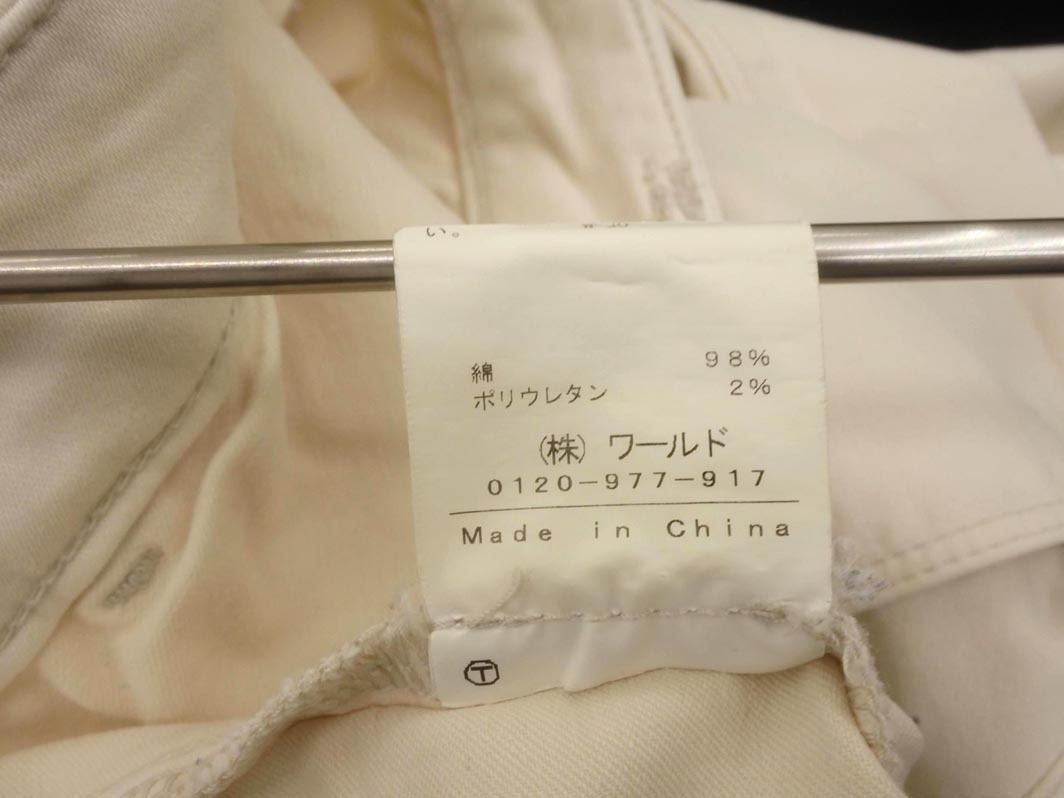 い。
綿 98%
ポリウレタン 2%
(株) ワールド
0120-977-917
Made in China
T